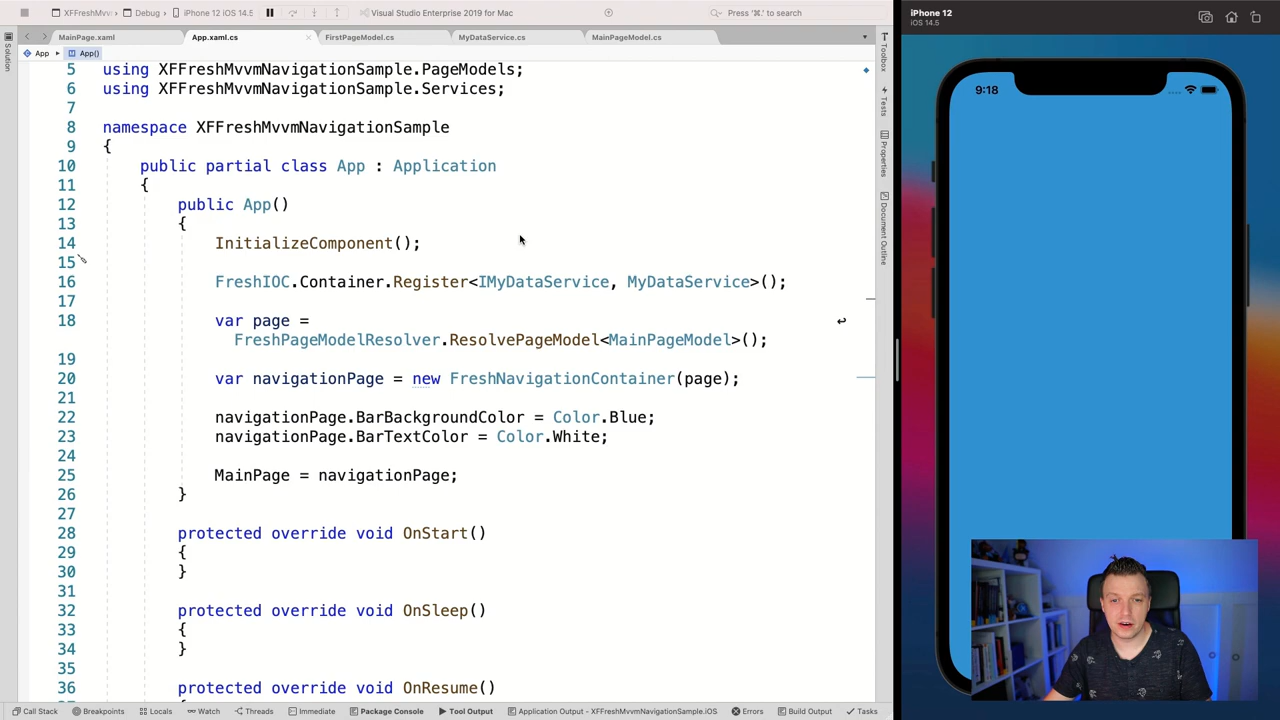 XFFreshMvvm
Debug
iPhone 12 iOS 14.5
Visual Studio Enterprise 2019 for Mac
Press '⌘.' to search
iPhone 12
iOS 14.5
Solution
MainPage.xaml
App.xaml.cs
FirstPageModel.cs
MyDataService.cs
MainPageModel.cs
App
App()
5 using XFFreshMvvmNavigationSample.PageModels;
6 using XFFreshMvvmNavigationSample.Services;
7
8 namespace XFFreshMvvmNavigationSample
9 {
10 public partial class App : Application
11 {
12 public App()
13 {
14 InitializeComponent();
15
16 FreshIOC.Container.Register<IMyDataService, MyDataService>();
17
18 var page =
FreshPageModelResolver.ResolvePageModel<MainPageModel>();
19
20 var navigationPage = new FreshNavigationContainer(page);
21
22 navigationPage.BarBackgroundColor = Color.Blue;
23 navigationPage.BarTextColor = Color.White;
24
25 MainPage = navigationPage;
26 }
27
28 protected override void OnStart()
29 {
30 }
31
32 protected override void OnSleep()
33 {
34 }
35
36 protected override void OnResume()
Toolbox
Tests
Properties
Document Outline
9:18
Call Stack
Breakpoints
Locals
Watch
Threads
Immediate
Package Console
Tool Output
Application Output - XFFreshMvvmNavigationSample.iOS
Errors
Build Output
Tasks